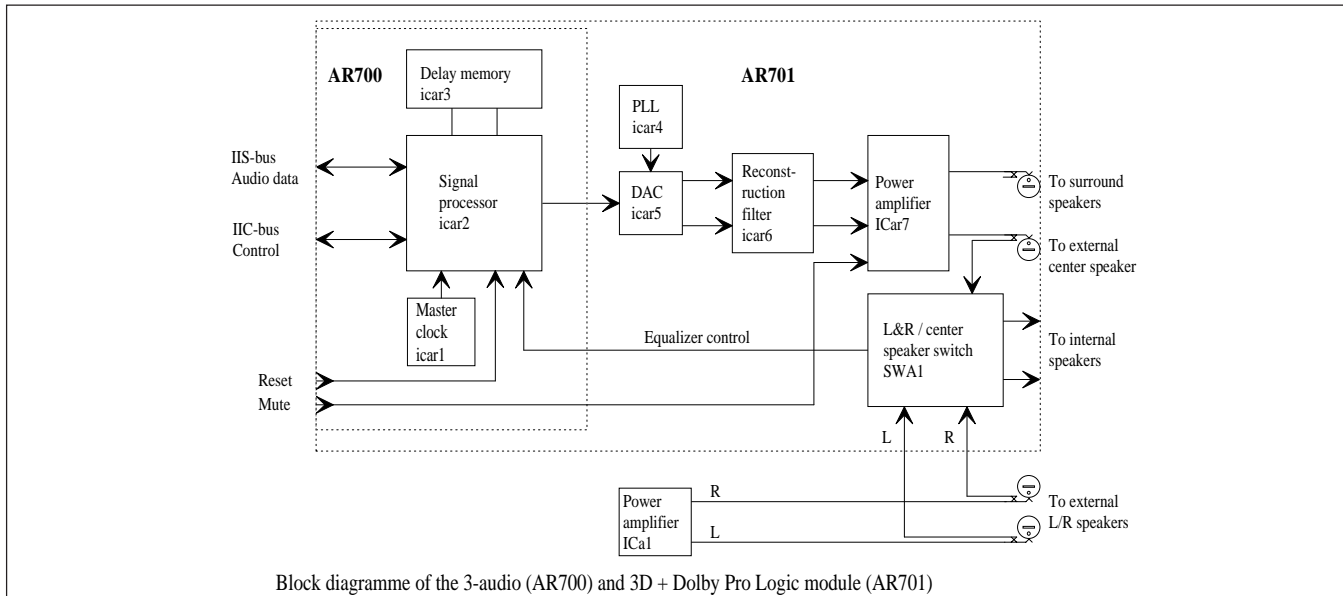 AR700
AR701
Delay memory
icar3
PLL
icar4
IIS-bus
Audio data
Signal
processor
icar2
DAC
icar5
Reconst-
ruction
filter
icar6
Power
amplifier
ICar7
To surround
speakers
IIC-bus
Control
To external
center speaker
Master
clock
icar1
Equalizer control
L&R / center
speaker switch
SWA1
To internal
speakers
Reset
Mute
L
R
Power
amplifier
ICa1
R
L
To external
L/R speakers
Block diagramme of the 3-audio (AR700) and 3D + Dolby Pro Logic module (AR701)